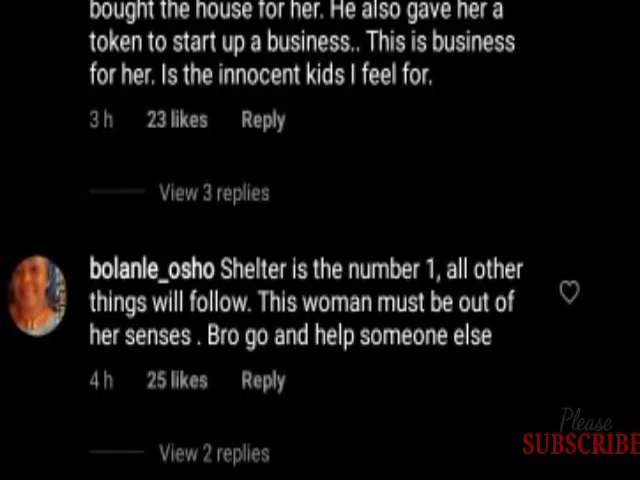 bought the house for her. He also gave her a
token to start up a business.. This is business
for her. Is the innocent kids I feel for.
3 h 23 likes Reply
View 3 replies
bolanle_osho Shelter is the number 1, all other
things will follow. This woman must be out of
her senses . Bro go and help someone else
4 h 25 likes Reply
View 2 replies
Please
SUBSCRIBE